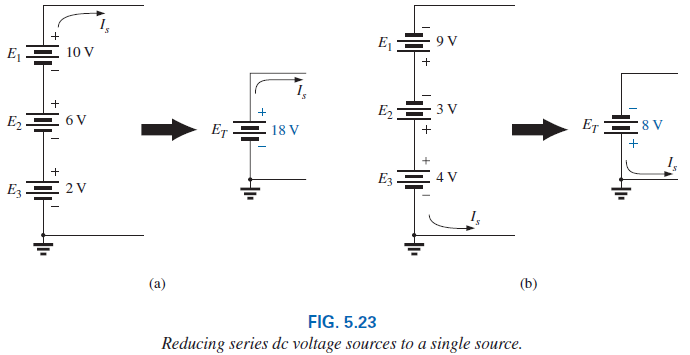 I_s
+
E_1
10 V
−
+
E_2
6 V
−
+
E_3
2 V
−
(a)
I_s
+
E_T
18 V
−
−
E_1
9 V
+
−
E_2
3 V
+
+
E_3
4 V
−
I_s
(b)
−
E_T
8 V
+
I_s
FIG. 5.23
Reducing series dc voltage sources to a single source.